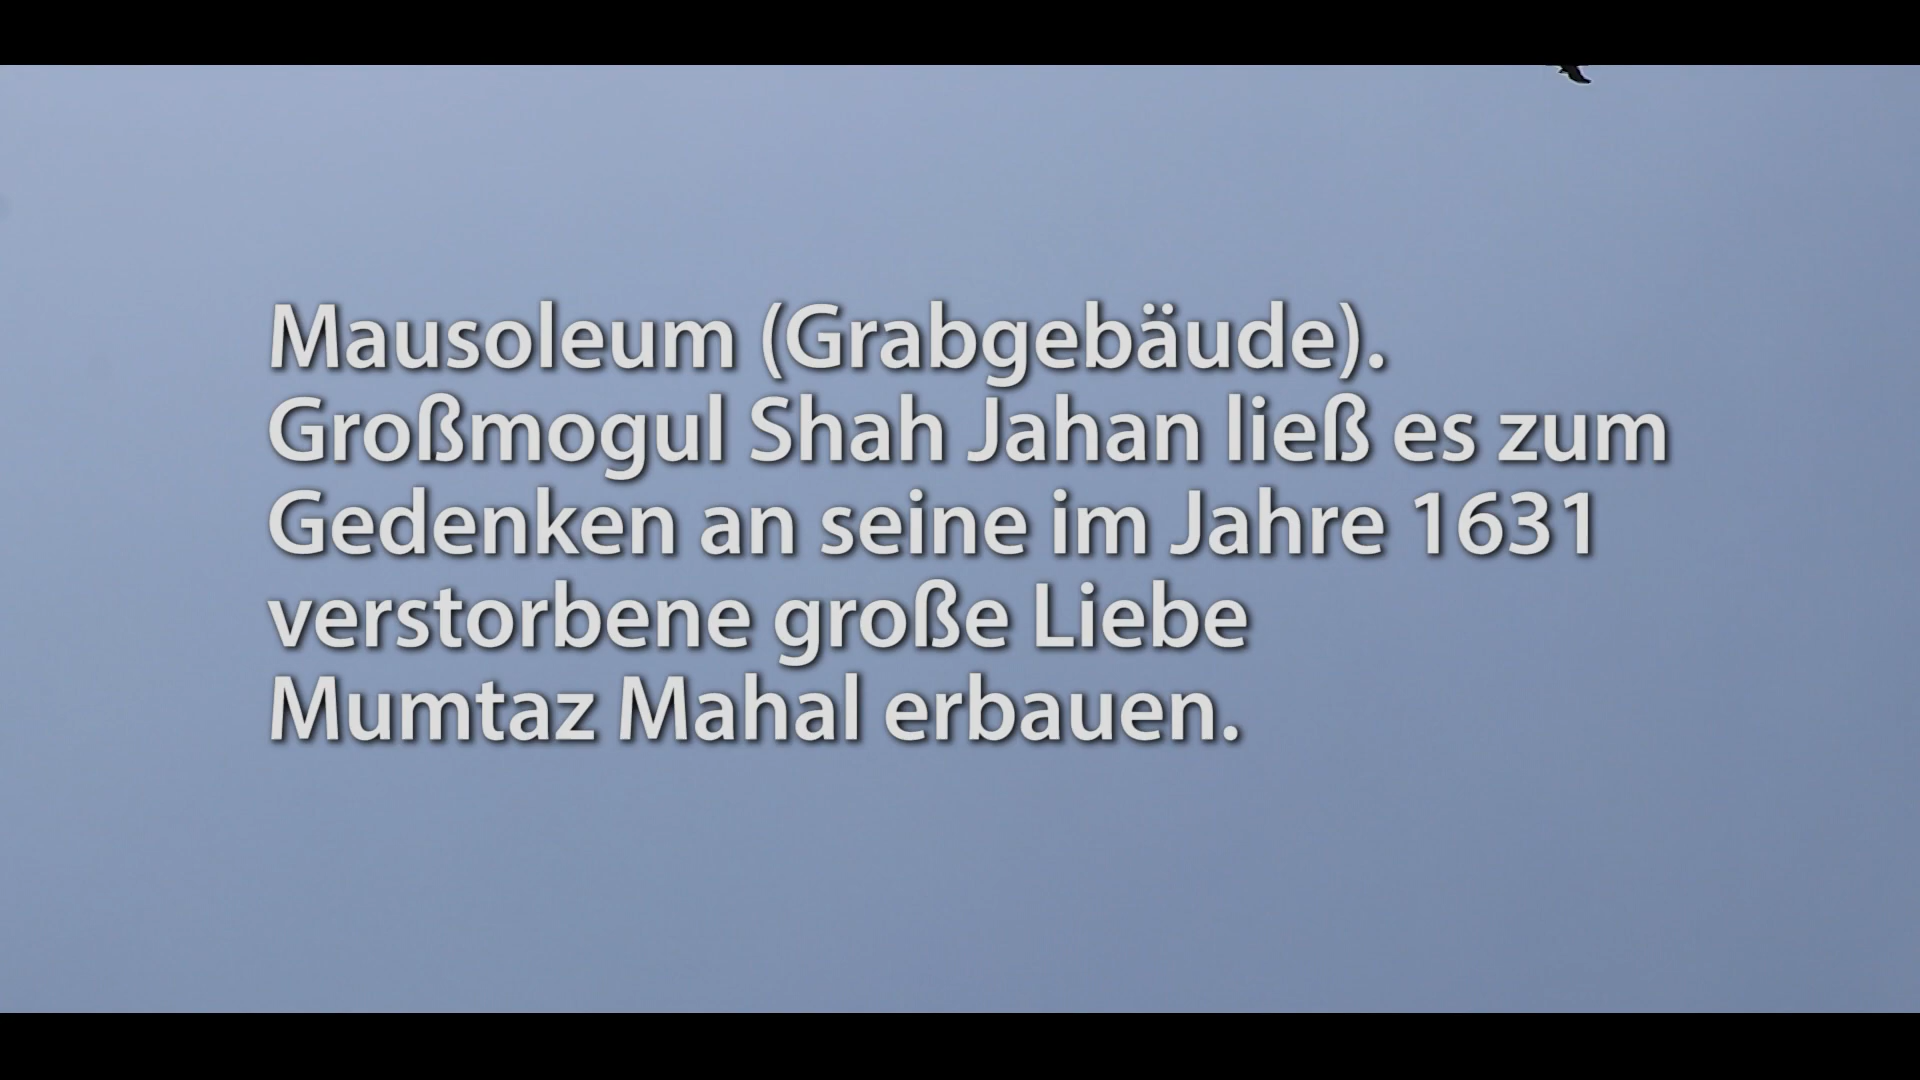 Mausoleum (Grabgebäude).
Großmogul Shah Jahan ließ es zum
Gedenken an seine im Jahre 1631
verstorbene große Liebe
Mumtaz Mahal erbauen.